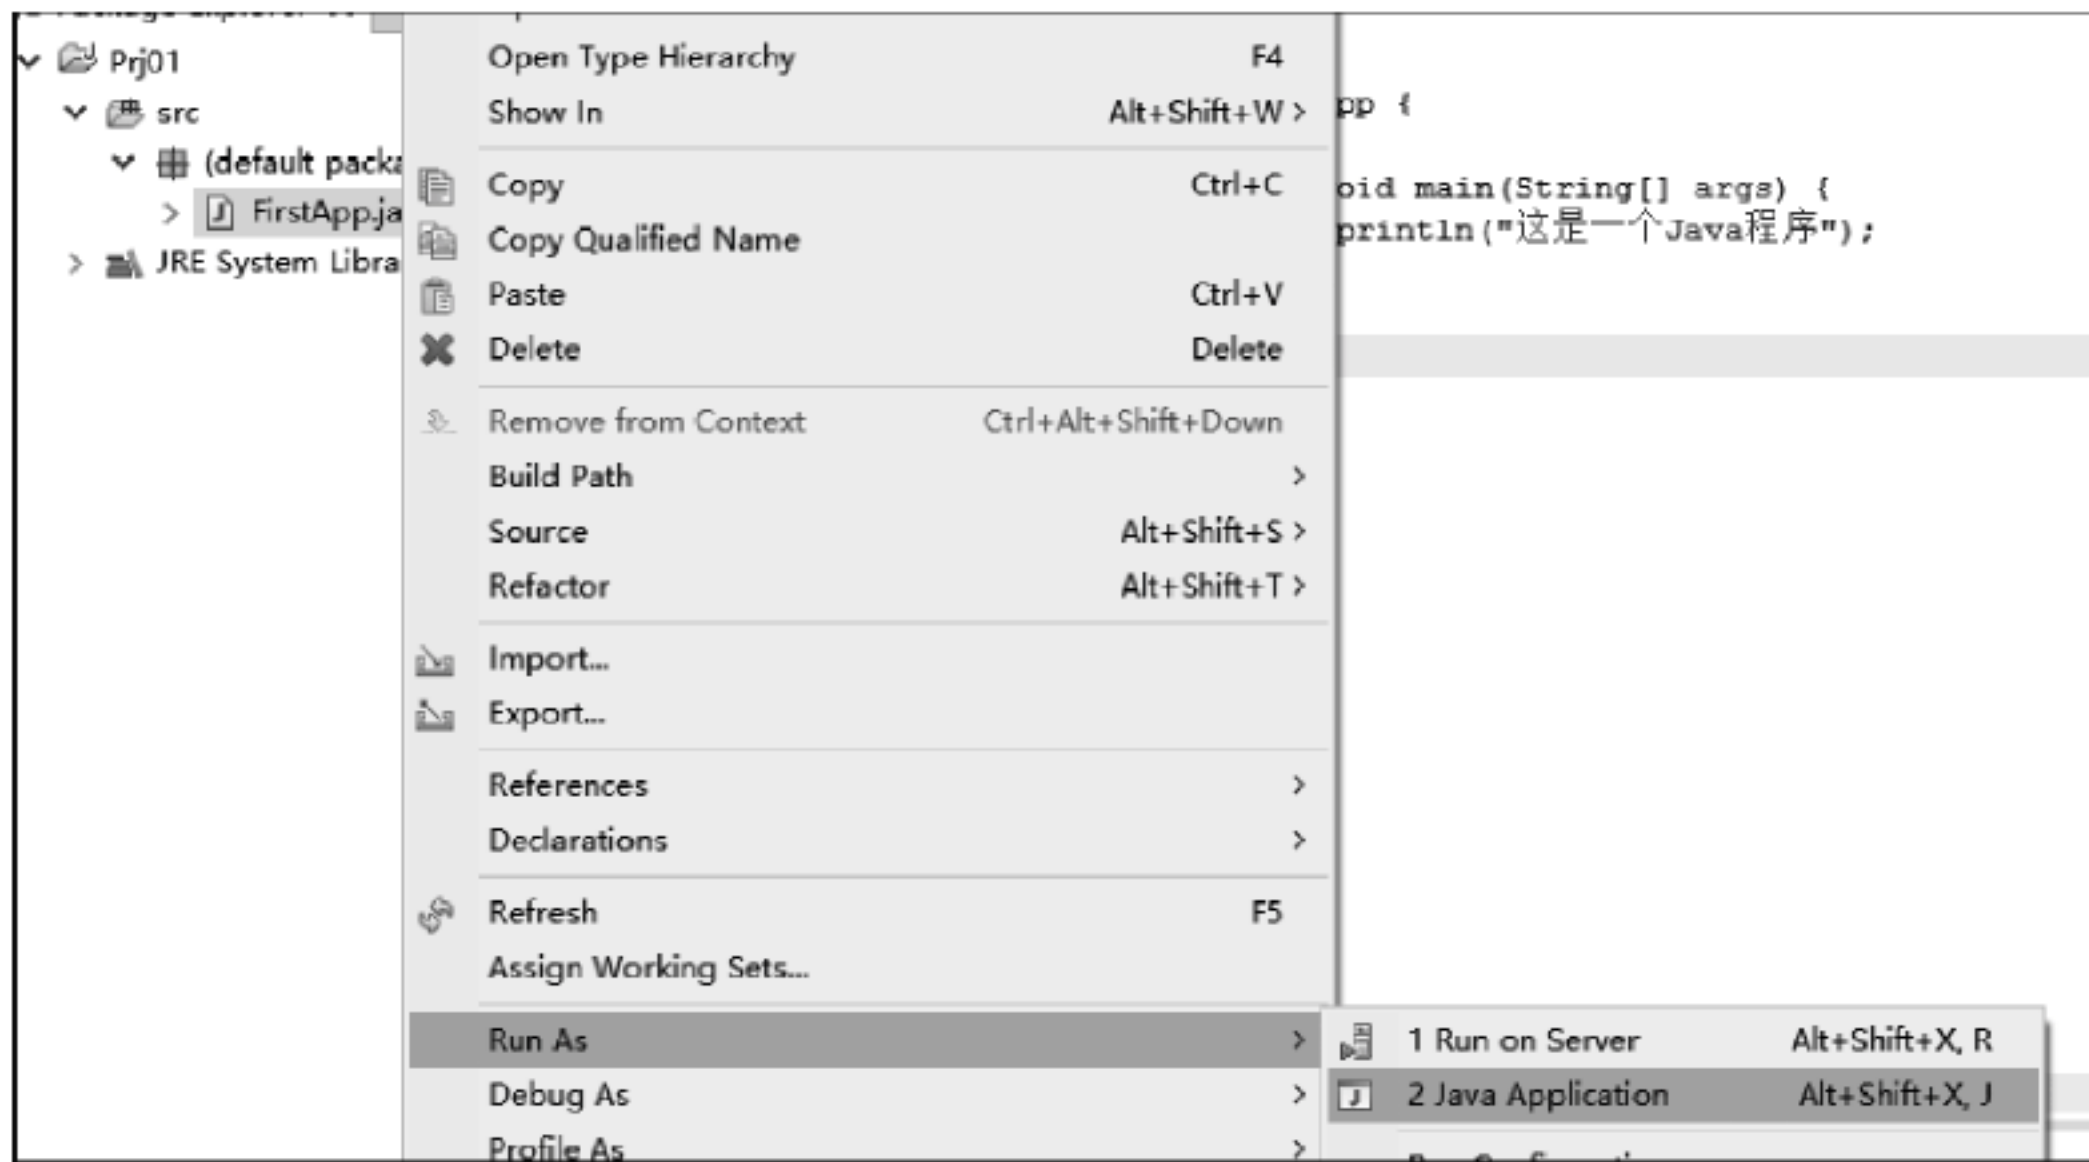 Prj01
src
(default packa
FirstApp.ja
JRE System Libra
Open Type Hierarchy F4
Show In Alt+Shift+W >
Copy Ctrl+C
Copy Qualified Name
Paste Ctrl+V
Delete Delete
Remove from Context Ctrl+Alt+Shift+Down
Build Path >
Source Alt+Shift+S >
Refactor Alt+Shift+T >
Import...
Export...
References >
Declarations >
Refresh F5
Assign Working Sets...
Run As >
Debug As >
Profile As >
1 Run on Server Alt+Shift+X, R
2 Java Application Alt+Shift+X, J
pp {
oid main(String[] args) {
println("这是一个Java程序");